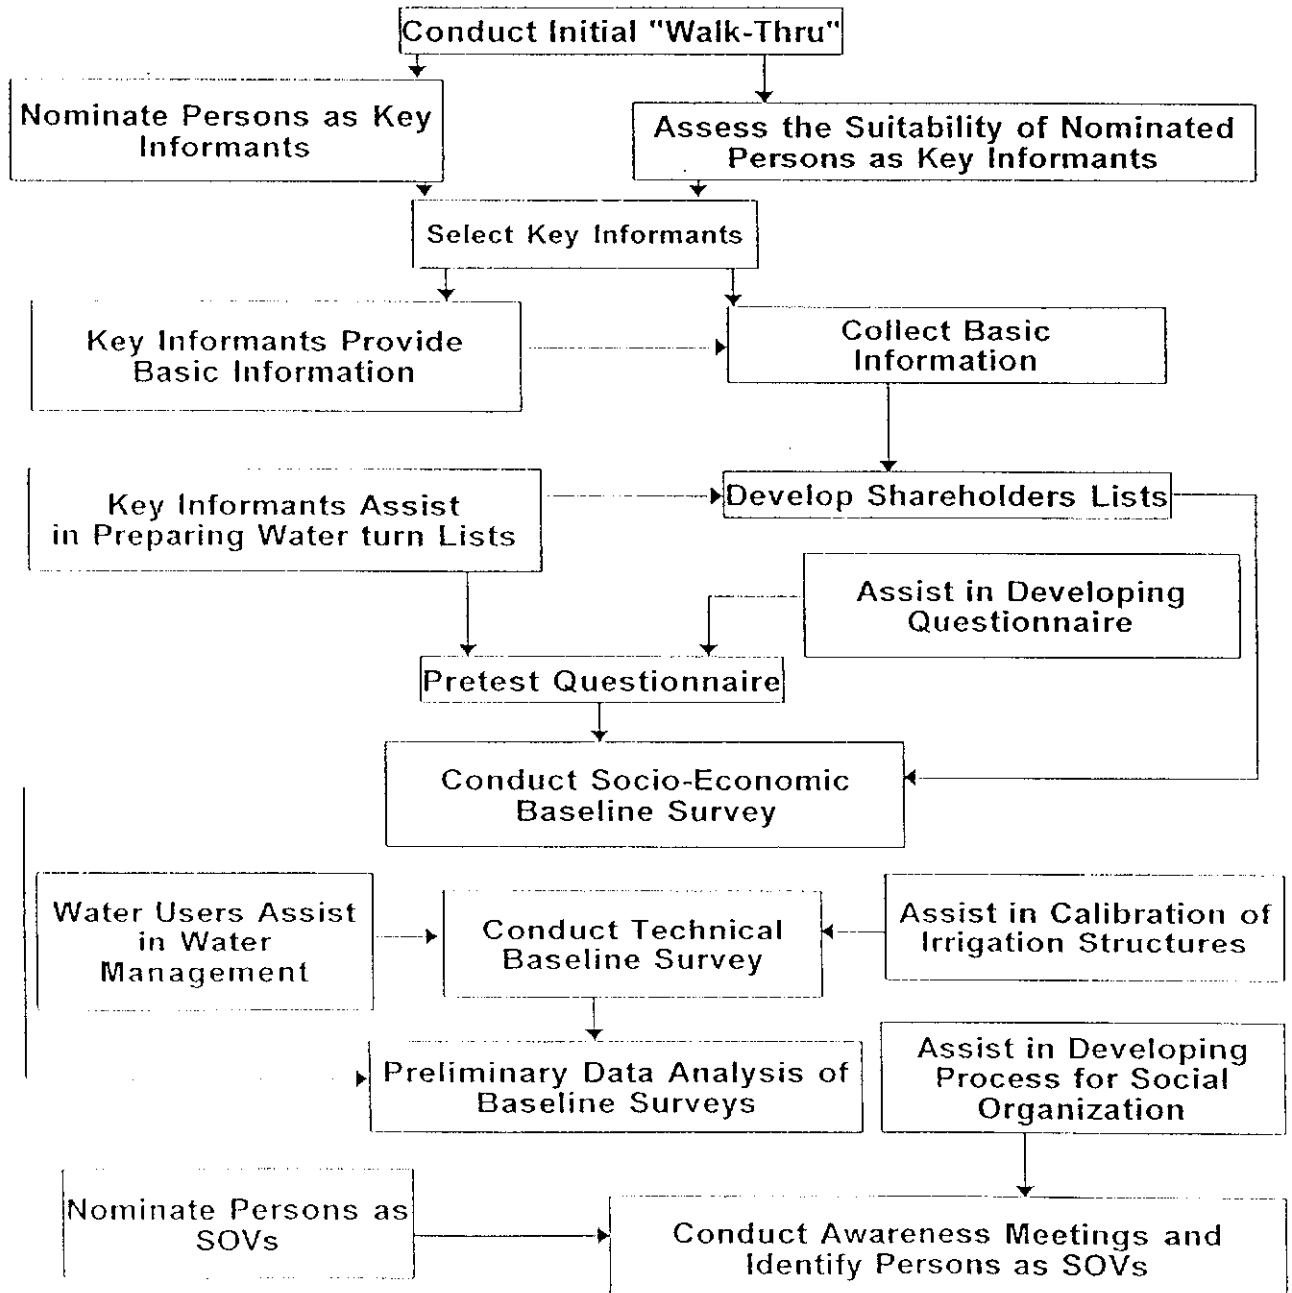 Conduct Initial "Walk-Thru"
Nominate Persons as Key
Informants
Assess the Suitability of Nominated
Persons as Key Informants
Select Key Informants
Key Informants Provide
Basic Information
Collect Basic
Information
Key Informants Assist
in Preparing Water turn Lists
Develop Shareholders Lists
Assist in Developing
Questionnaire
Pretest Questionnaire
Conduct Socio-Economic
Baseline Survey
Water Users Assist
in Water
Management
Conduct Technical
Baseline Survey
Assist in Calibration of
Irrigation Structures
Preliminary Data Analysis of
Baseline Surveys
Assist in Developing
Process for Social
Organization
Nominate Persons as
SOVs
Conduct Awareness Meetings and
Identify Persons as SOVs